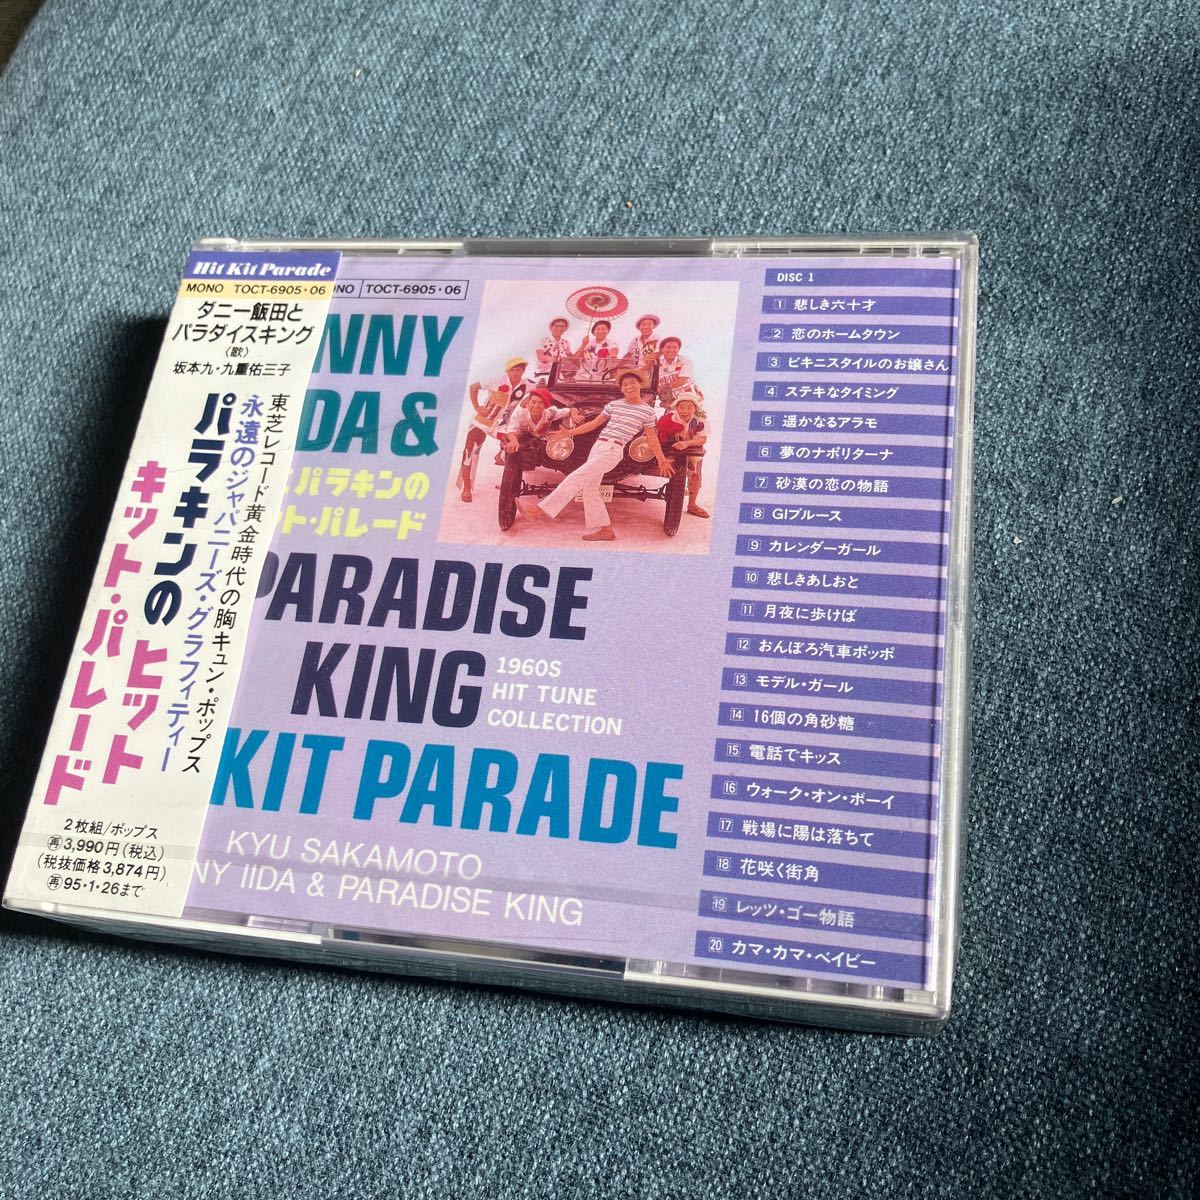 Hit Kit Parade
MONO TOCT-6905・06
ダニー飯田と
パラダイスキング
〈歌〉
坂本九・九重佑三子
東芝レコード黄金時代の胸キュン・ポップス
永遠のジャパニーズ・グラフィティー
パラキンのヒット
キット・パレード
2枚組/ポップス
再3,990円(税込)
(税抜価格3,874円)
再95・1・26まで
ONO TOCT-6905・06
NNY
DA &
パラキンの
ット・パレード
PARADISE
KING
1960S
HIT TUNE
COLLECTION
KIT PARADE
KYU SAKAMOTO
NY IIDA & PARADISE KING
DISC 1
1 悲しき六十才
2 恋のホームタウン
3 ビキニスタイルのお嬢さん
4 ステキなタイミング
5 遥かなるアラモ
6 夢のナポリターナ
7 砂漠の恋の物語
8 GIブルース
9 カレンダーガール
10 悲しきあしおと
11 月夜に歩けば
12 おんぼろ汽車ポッポ
13 モデル・ガール
14 16個の角砂糖
15 電話でキッス
16 ウォーク・オン・ボーイ
17 戦場に陽は落ちて
18 花咲く街角
19 レッツ・ゴー物語
20 カマ・カマ・ベイビー